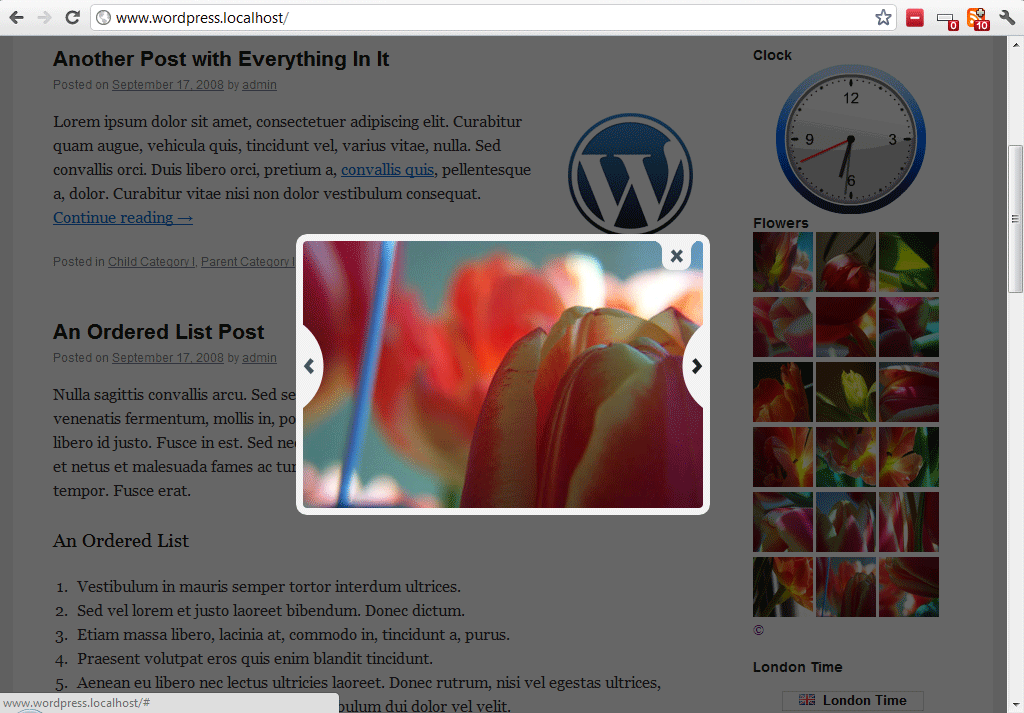 www.wordpress.localhost/
0
10
Another Post with Everything In It
Posted on September 17, 2008 by admin
Lorem ipsum dolor sit amet, consectetuer adipiscing elit. Curabitur
quam augue, vehicula quis, tincidunt vel, varius vitae, nulla. Sed
convallis orci. Duis libero orci, pretium a, convallis quis, pellentesque
a, dolor. Curabitur vitae nisi non dolor vestibulum consequat.
Continue reading →
Posted in Child Category I, Parent Category I
An Ordered List Post
Posted on September 17, 2008 by admin
Nulla sagittis convallis arcu. Sed se
venenatis fermentum, mollis in, po
libero id justo. Fusce in est. Sed nec
et netus et malesuada fames ac tur
tempor. Fusce erat.
An Ordered List
1. Vestibulum in mauris semper tortor interdum ultrices.
2. Sed vel lorem et justo laoreet bibendum. Donec dictum.
3. Etiam massa libero, lacinia at, commodo in, tincidunt a, purus.
4. Praesent volutpat eros quis enim blandit tincidunt.
5. Aenean eu libero nec lectus ultricies laoreet. Donec rutrum, nisi vel egestas ultrices,
ibulum dui dolor vel velit.
www.wordpress.localhost/#
Clock
12
9 3
6
Flowers
©
London Time
London Time